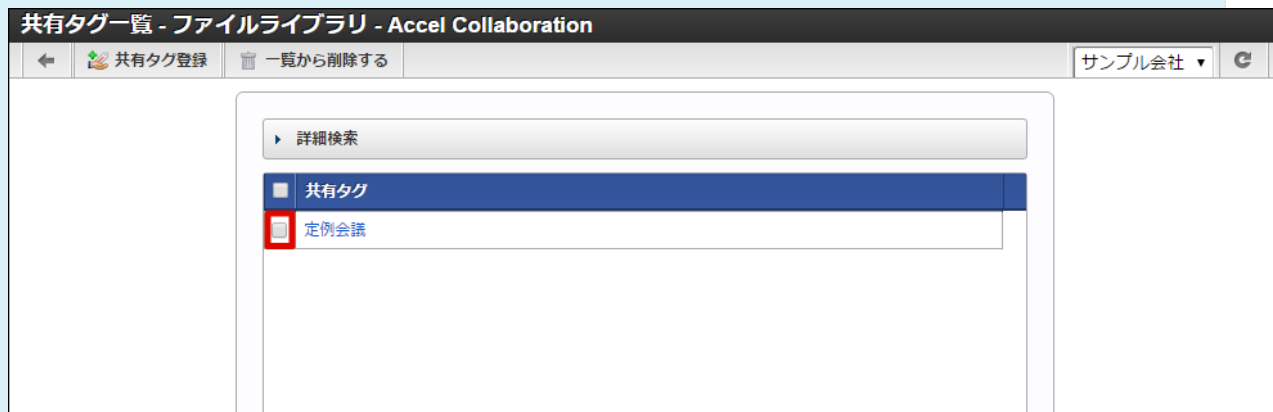 共有タグ一覧 - ファイルライブラリ - Accel Collaboration
共有タグ登録 一覧から削除する サンプル会社
詳細検索
共有タグ
定例会議